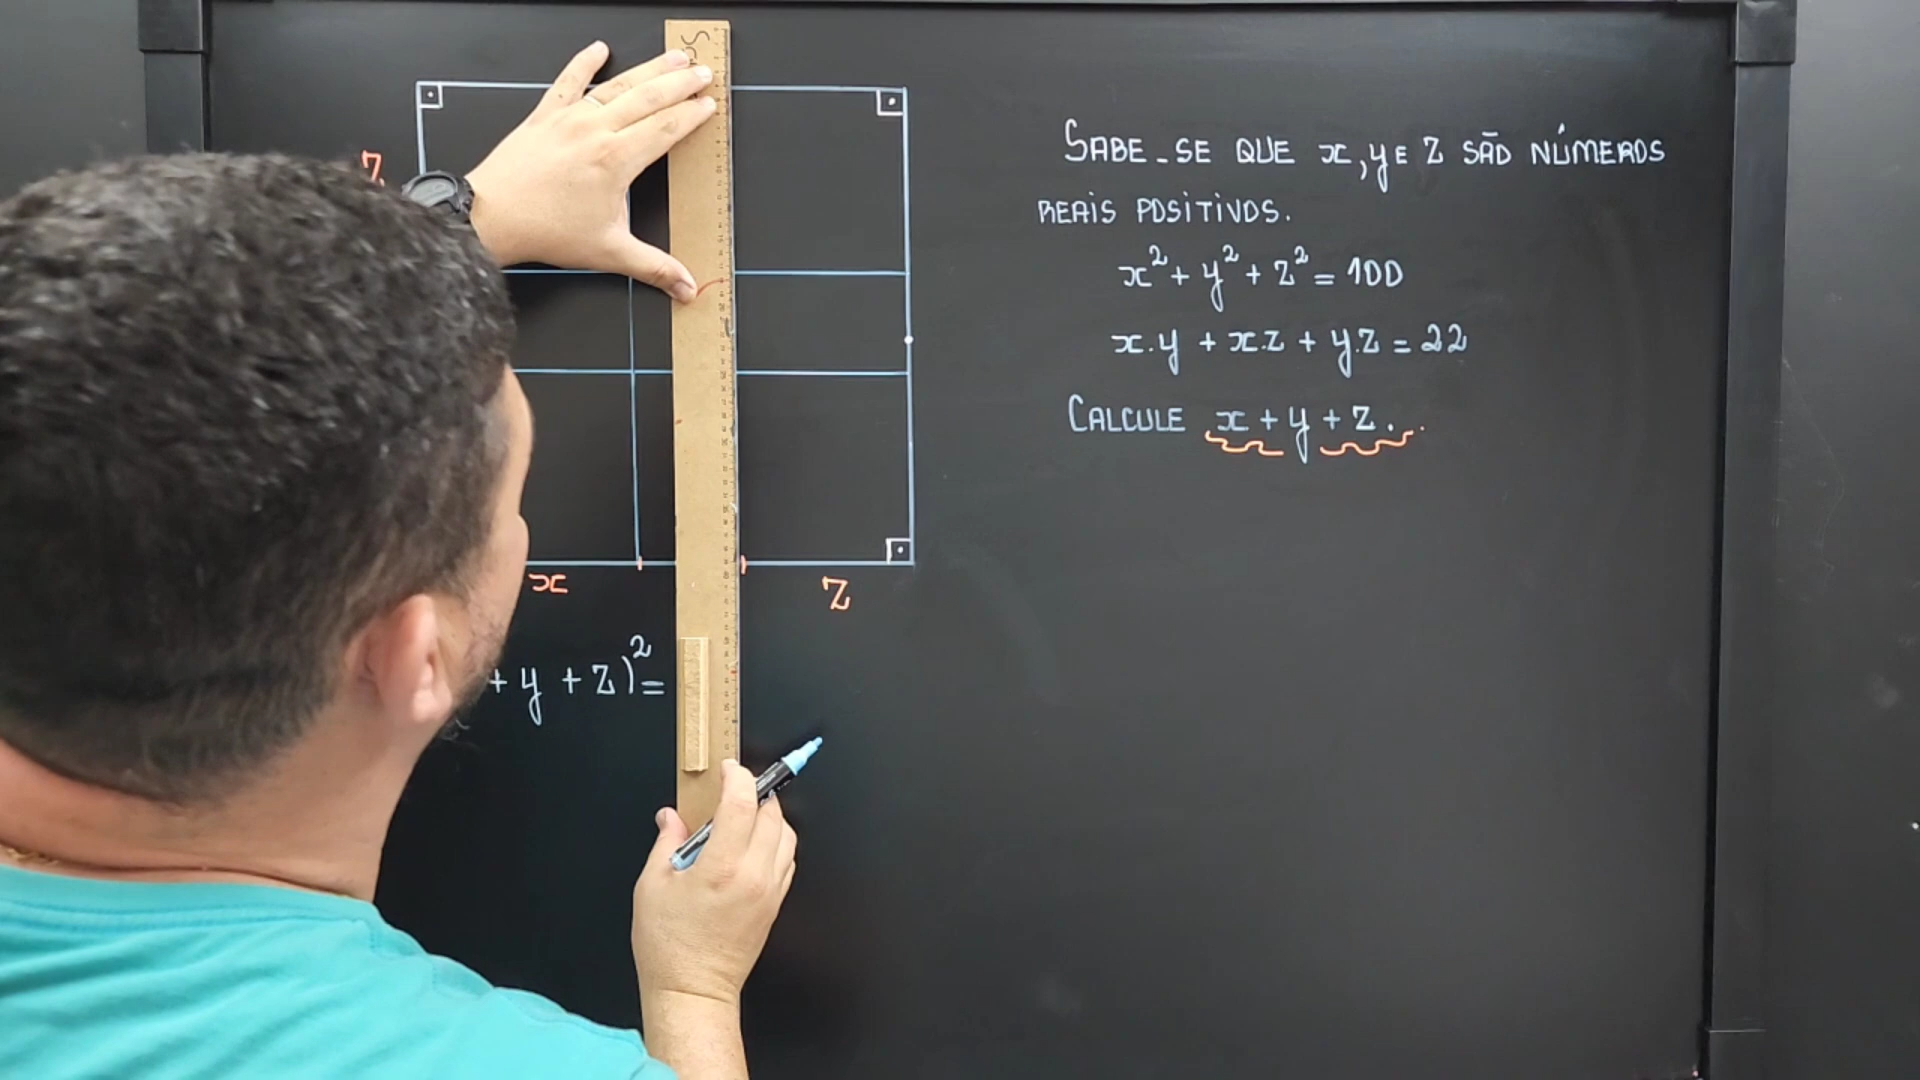 SABE-SE QUE x, y E Z SÃO NÚMEROS
REAIS POSITIVOS.
x² + y² + z² = 100
x.y + x.z + y.z = 22
CALCULE x + y + z.
z
x
z
+ y + z)² =